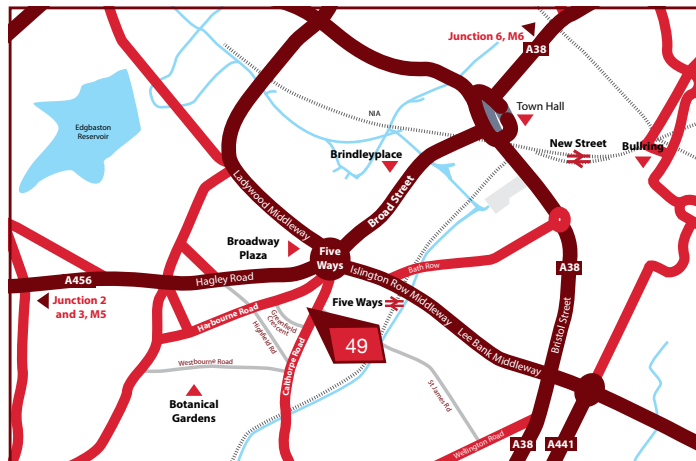 Junction 6, M6
A38
Town Hall
NIA
Edgbaston
Reservoir
New Street
Bullring
Brindleyplace
Ladywood Middleway
Broad Street
Broadway
Plaza
Five
Ways
A456
Hagley Road
Islington Row Middleway
Bath Row
A38
Junction 2
and 3, M5
Five Ways
Harbourne Road
Greenfield
Crescent
Highfield Rd
Bristol Street
Lee Bank Middleway
49
Westbourne Road
Calthorpe Road
St James Rd
Botanical
Gardens
Wellington Road
A38
A441